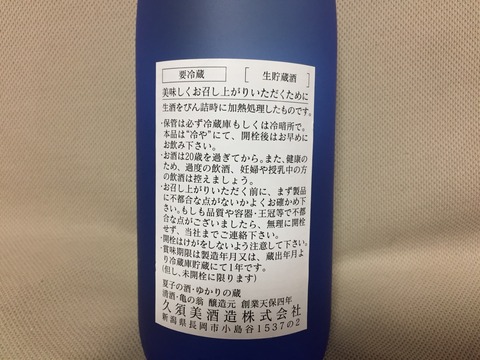 要冷蔵 [ 生貯蔵酒 ]
美味しくお召し上がりいただくために
生酒をびん詰時に加熱処理したものです。
・保管は必ず冷蔵庫もしくは冷暗所で。
本品は“冷や”にて、開栓後はお早めに
お飲み下さい。
・お酒は20歳を過ぎてから。また、健康の
ため、過度の飲酒、妊婦や授乳中の方
の飲酒は控えましょう。
・お召し上がりいただく前に、まず製品
に不都合な点がないかよくお確かめ下
さい。もしも品質や容器・王冠等で不都
合な点がございましたら、無理に開栓
せず、当社までご連絡下さい。
・開栓はけがをしないよう注意して下さい。
・賞味期限は製造年月又は、蔵出年月よ
り冷蔵庫貯蔵にて1年です。
(但し、未開栓に限ります)
夏子の酒・ゆかりの蔵
清酒・亀の翁 醸造元 創業天保四年
久須美酒造株式会社
新潟県長岡市小島谷1537の2